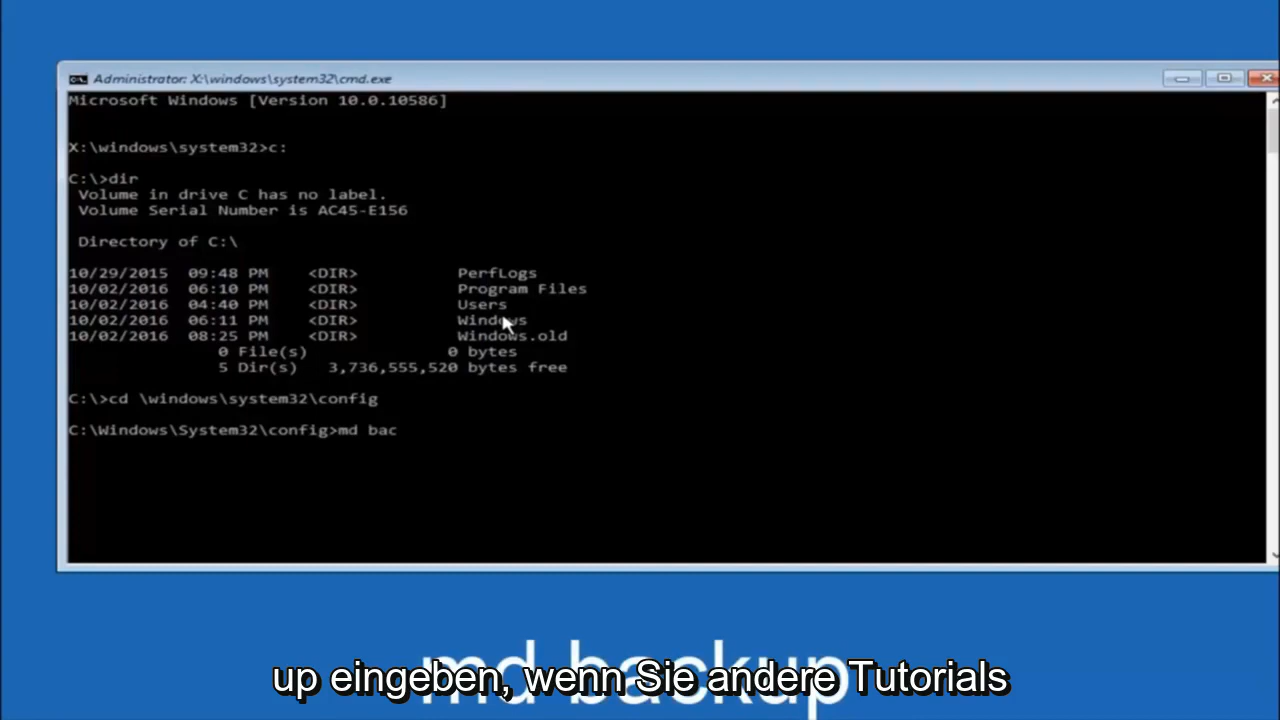 Administrator: X:\windows\system32\cmd.exe
Microsoft Windows [Version 10.0.10586]
X:\windows\system32>c:
C:\>dir
Volume in drive C has no label.
Volume Serial Number is AC45-E156
Directory of C:\
10/29/2015 09:48 PM <DIR> PerfLogs
10/02/2016 06:10 PM <DIR> Program Files
10/02/2016 04:40 PM <DIR> Users
10/02/2016 06:11 PM <DIR> Windows
10/02/2016 08:25 PM <DIR> Windows.old
0 File(s) 0 bytes
5 Dir(s) 3,736,555,520 bytes free
C:\>cd \windows\system32\config
C:\Windows\System32\config>md bac
md backup
up eingeben, wenn Sie andere Tutorials